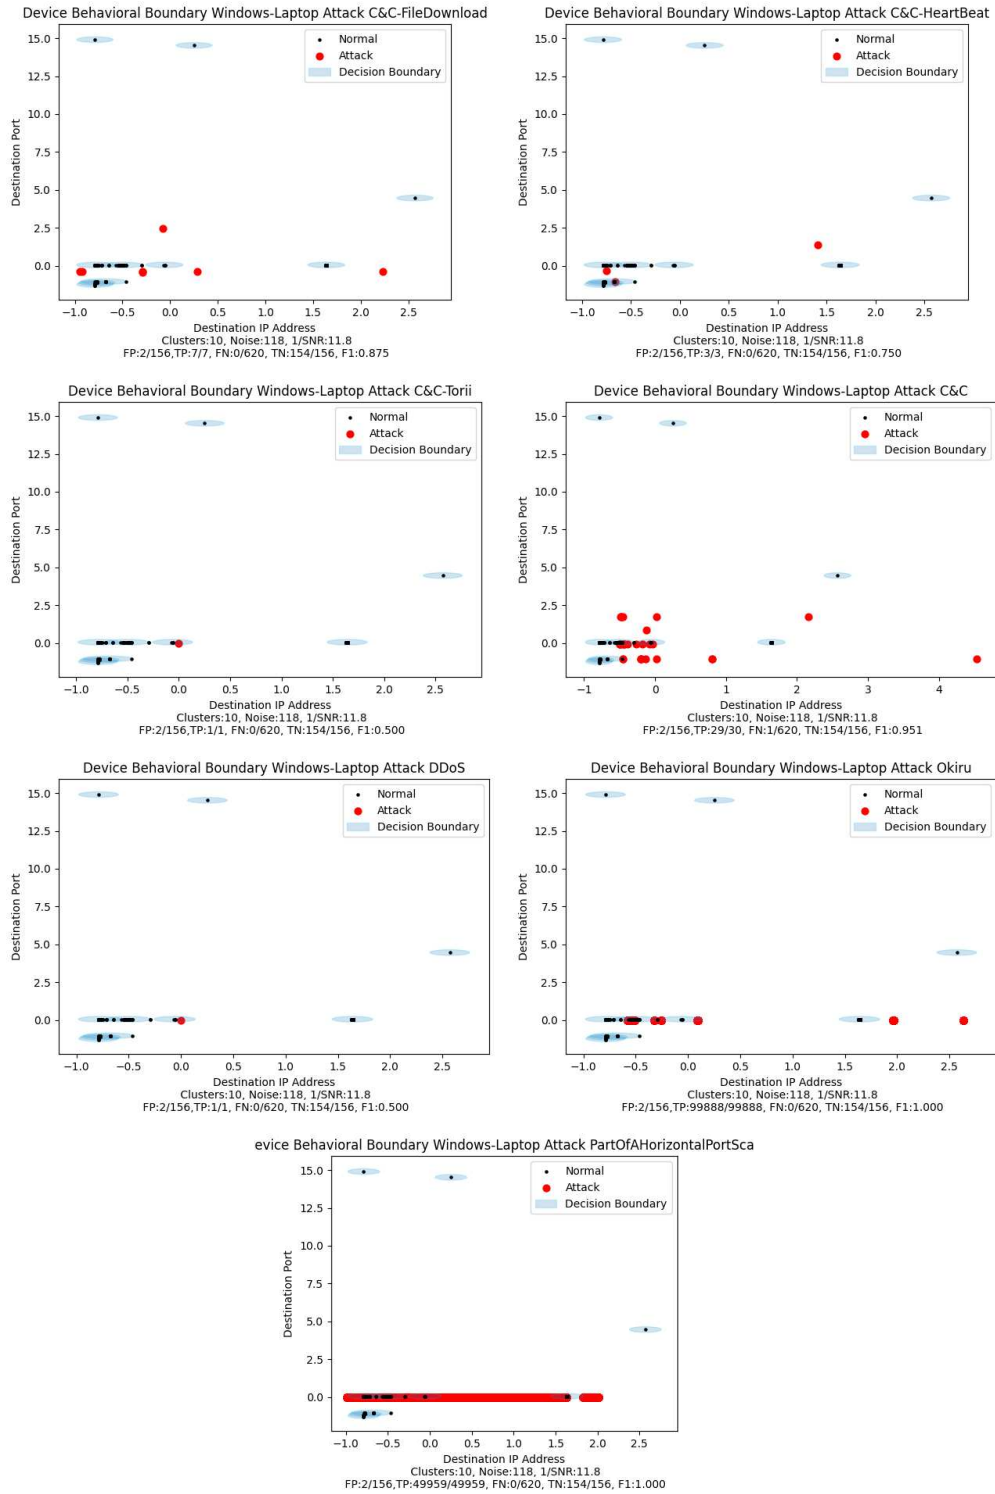 Device Behavioral Boundary Windows-Laptop Attack C&C-FileDownload
15.0
12.5
10.0
7.5
5.0
2.5
0.0
Destination Port
Normal
Attack
Decision Boundary
−1.0 −0.5 0.0 0.5 1.0 1.5 2.0 2.5
Destination IP Address
Clusters:10, Noise:118, 1/SNR:11.8
FP:2/156,TP:7/7, FN:0/620, TN:154/156, F1:0.875
Device Behavioral Boundary Windows-Laptop Attack C&C-HeartBeat
15.0
12.5
10.0
7.5
5.0
2.5
0.0
Destination Port
Normal
Attack
Decision Boundary
−1.0 −0.5 0.0 0.5 1.0 1.5 2.0 2.5
Destination IP Address
Clusters:10, Noise:118, 1/SNR:11.8
FP:2/156,TP:3/3, FN:0/620, TN:154/156, F1:0.750
Device Behavioral Boundary Windows-Laptop Attack C&C-Torii
15.0
12.5
10.0
7.5
5.0
2.5
0.0
Destination Port
Normal
Attack
Decision Boundary
−1.0 −0.5 0.0 0.5 1.0 1.5 2.0 2.5
Destination IP Address
Clusters:10, Noise:118, 1/SNR:11.8
FP:2/156,TP:1/1, FN:0/620, TN:154/156, F1:0.500
Device Behavioral Boundary Windows-Laptop Attack C&C
15.0
12.5
10.0
7.5
5.0
2.5
0.0
Destination Port
Normal
Attack
Decision Boundary
−1 0 1 2 3 4
Destination IP Address
Clusters:10, Noise:118, 1/SNR:11.8
FP:2/156,TP:29/30, FN:1/620, TN:154/156, F1:0.951
Device Behavioral Boundary Windows-Laptop Attack DDoS
15.0
12.5
10.0
7.5
5.0
2.5
0.0
Destination Port
Normal
Attack
Decision Boundary
−1.0 −0.5 0.0 0.5 1.0 1.5 2.0 2.5
Destination IP Address
Clusters:10, Noise:118, 1/SNR:11.8
FP:2/156,TP:1/1, FN:0/620, TN:154/156, F1:0.500
Device Behavioral Boundary Windows-Laptop Attack Okiru
15.0
12.5
10.0
7.5
5.0
2.5
0.0
Destination Port
Normal
Attack
Decision Boundary
−1.0 −0.5 0.0 0.5 1.0 1.5 2.0 2.5
Destination IP Address
Clusters:10, Noise:118, 1/SNR:11.8
FP:2/156,TP:99888/99888, FN:0/620, TN:154/156, F1:1.000
evice Behavioral Boundary Windows-Laptop Attack PartOfAHorizontalPortSca
15.0
12.5
10.0
7.5
5.0
2.5
0.0
Destination Port
Normal
Attack
Decision Boundary
−1.0 −0.5 0.0 0.5 1.0 1.5 2.0 2.5
Destination IP Address
Clusters:10, Noise:118, 1/SNR:11.8
FP:2/156,TP:49959/49959, FN:0/620, TN:154/156, F1:1.000